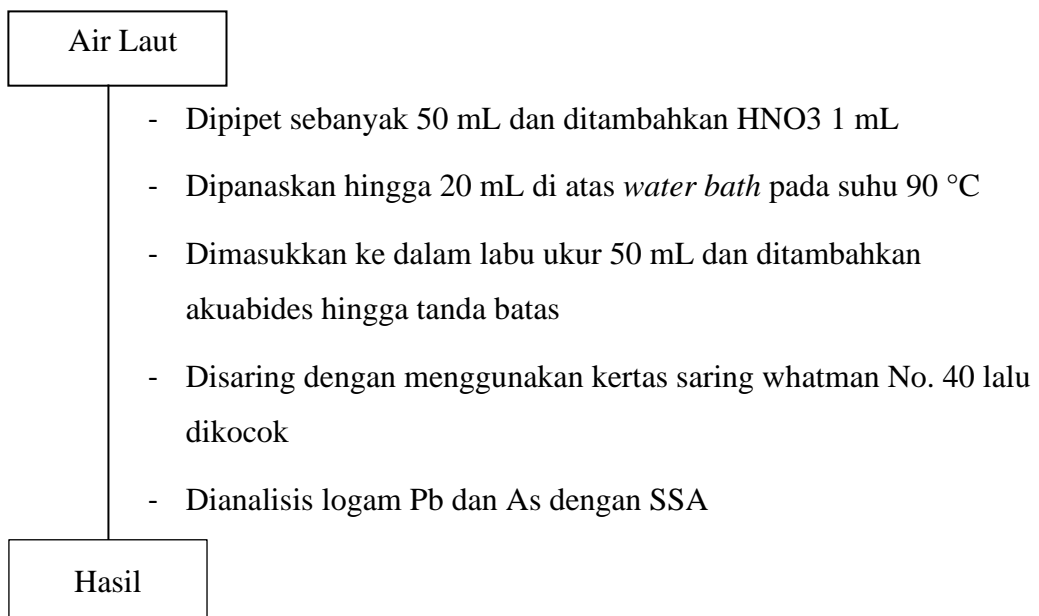 Air Laut
- Dipipet sebanyak 50 mL dan ditambahkan HNO3 1 mL
- Dipanaskan hingga 20 mL di atas water bath pada suhu 90 °C
- Dimasukkan ke dalam labu ukur 50 mL dan ditambahkan
akuabides hingga tanda batas
- Disaring dengan menggunakan kertas saring whatman No. 40 lalu
dikocok
- Dianalisis logam Pb dan As dengan SSA
Hasil